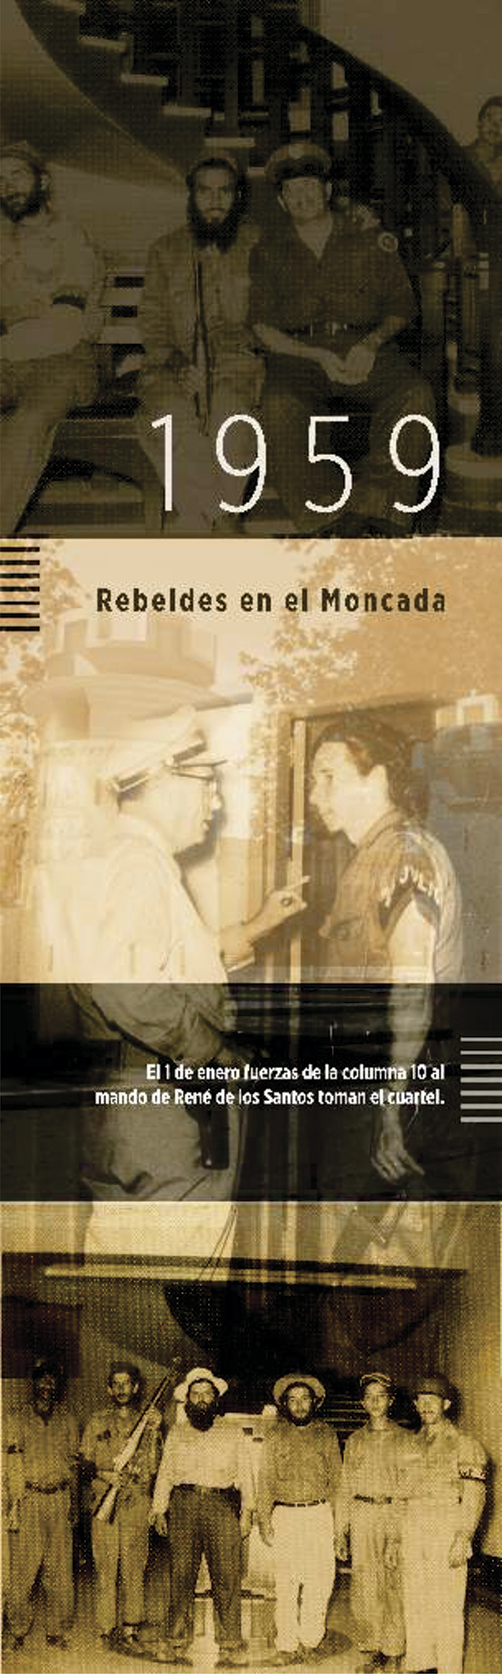 1959
Rebeldes en el Moncada
JULIO
El 1 de enero fuerzas de la columna 10 al
mando de René de los Santos toman el cuartel.